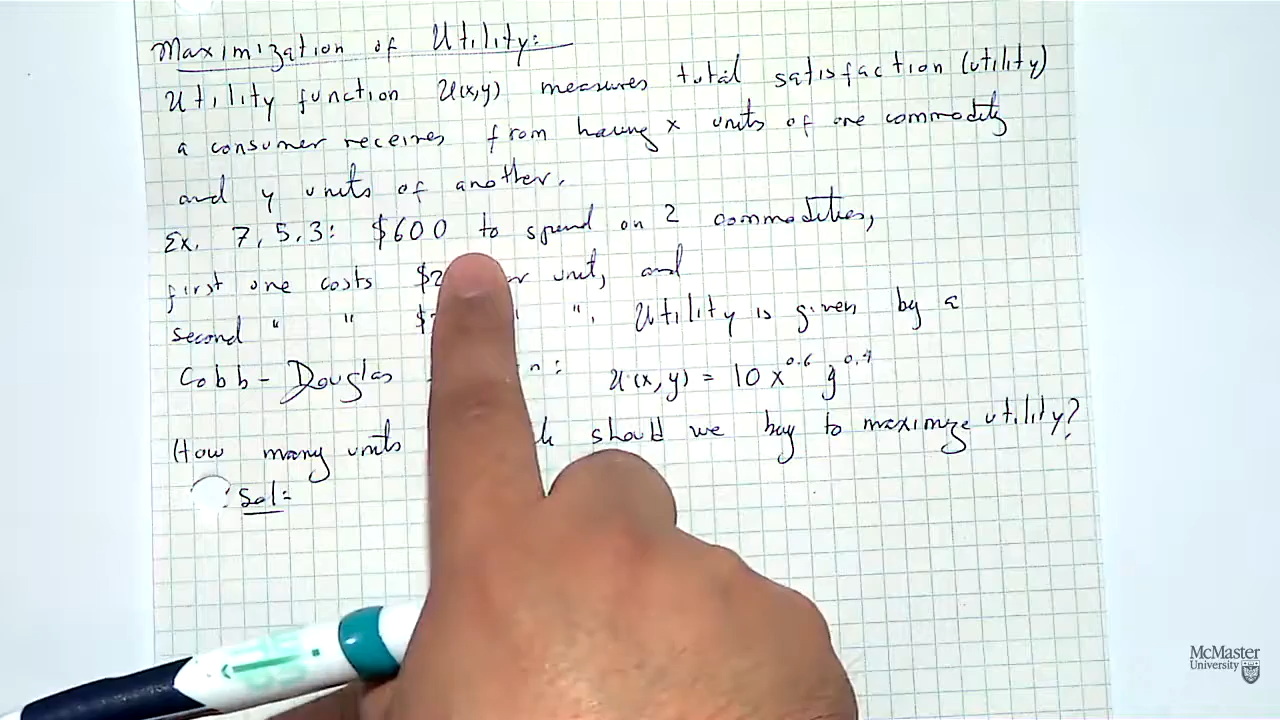 Maximization of Utility:
Utility function U(x,y) measures total satisfaction (utility)
a consumer receives from having x units of one commodity
and y units of another.
Ex. 7,5,3: $600 to spend on 2 commodities,
first one costs $2 unit, and
second " " $ " ". Utility is given by a
Cobb-Douglas : U(x,y) = 10 x^0.6 y^0.4
How many units should we buy to maximize utility?
Sol:
McMaster
University